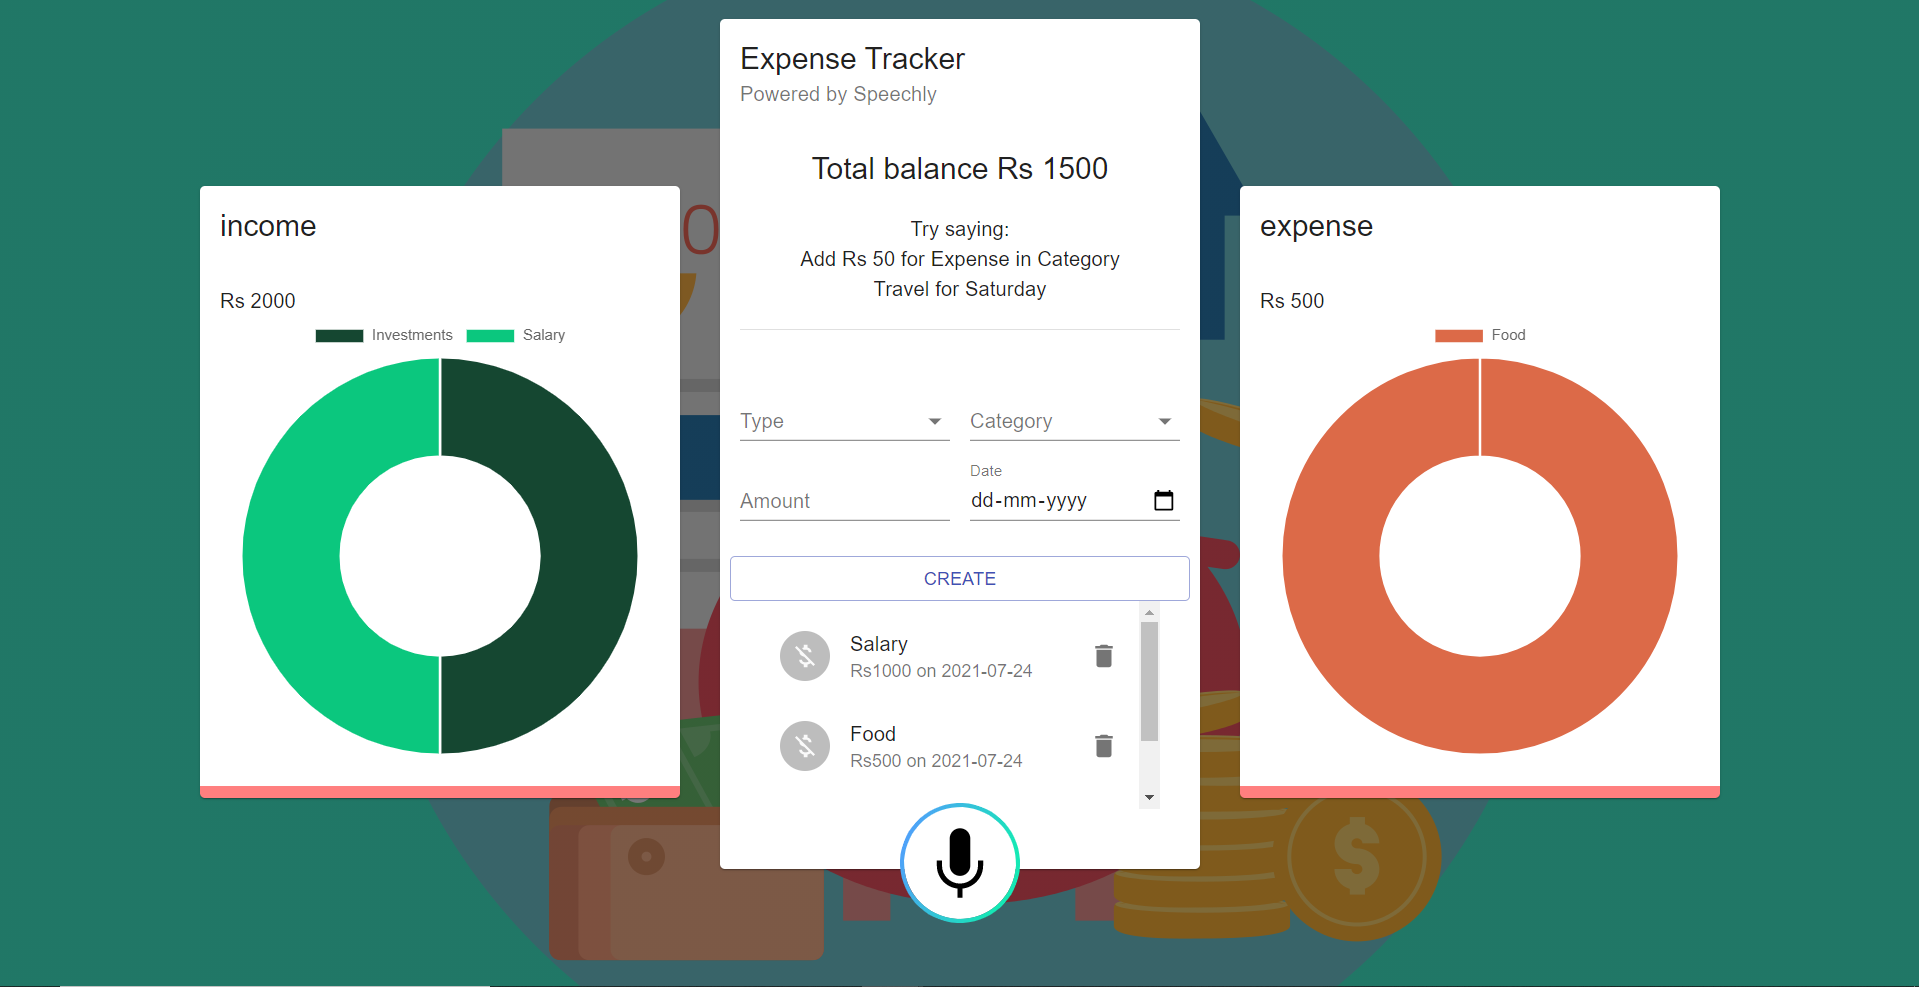 Expense Tracker
Powered by Speechly
Total balance Rs 1500
Try saying:
Add Rs 50 for Expense in Category
Travel for Saturday
income
Rs 2000
Investments
Salary
0
expense
Rs 500
Food
Type
Category
Date
Amount
dd-mm-yyyy
CREATE
Salary
Rs1000 on 2021-07-24
Food
Rs500 on 2021-07-24
$